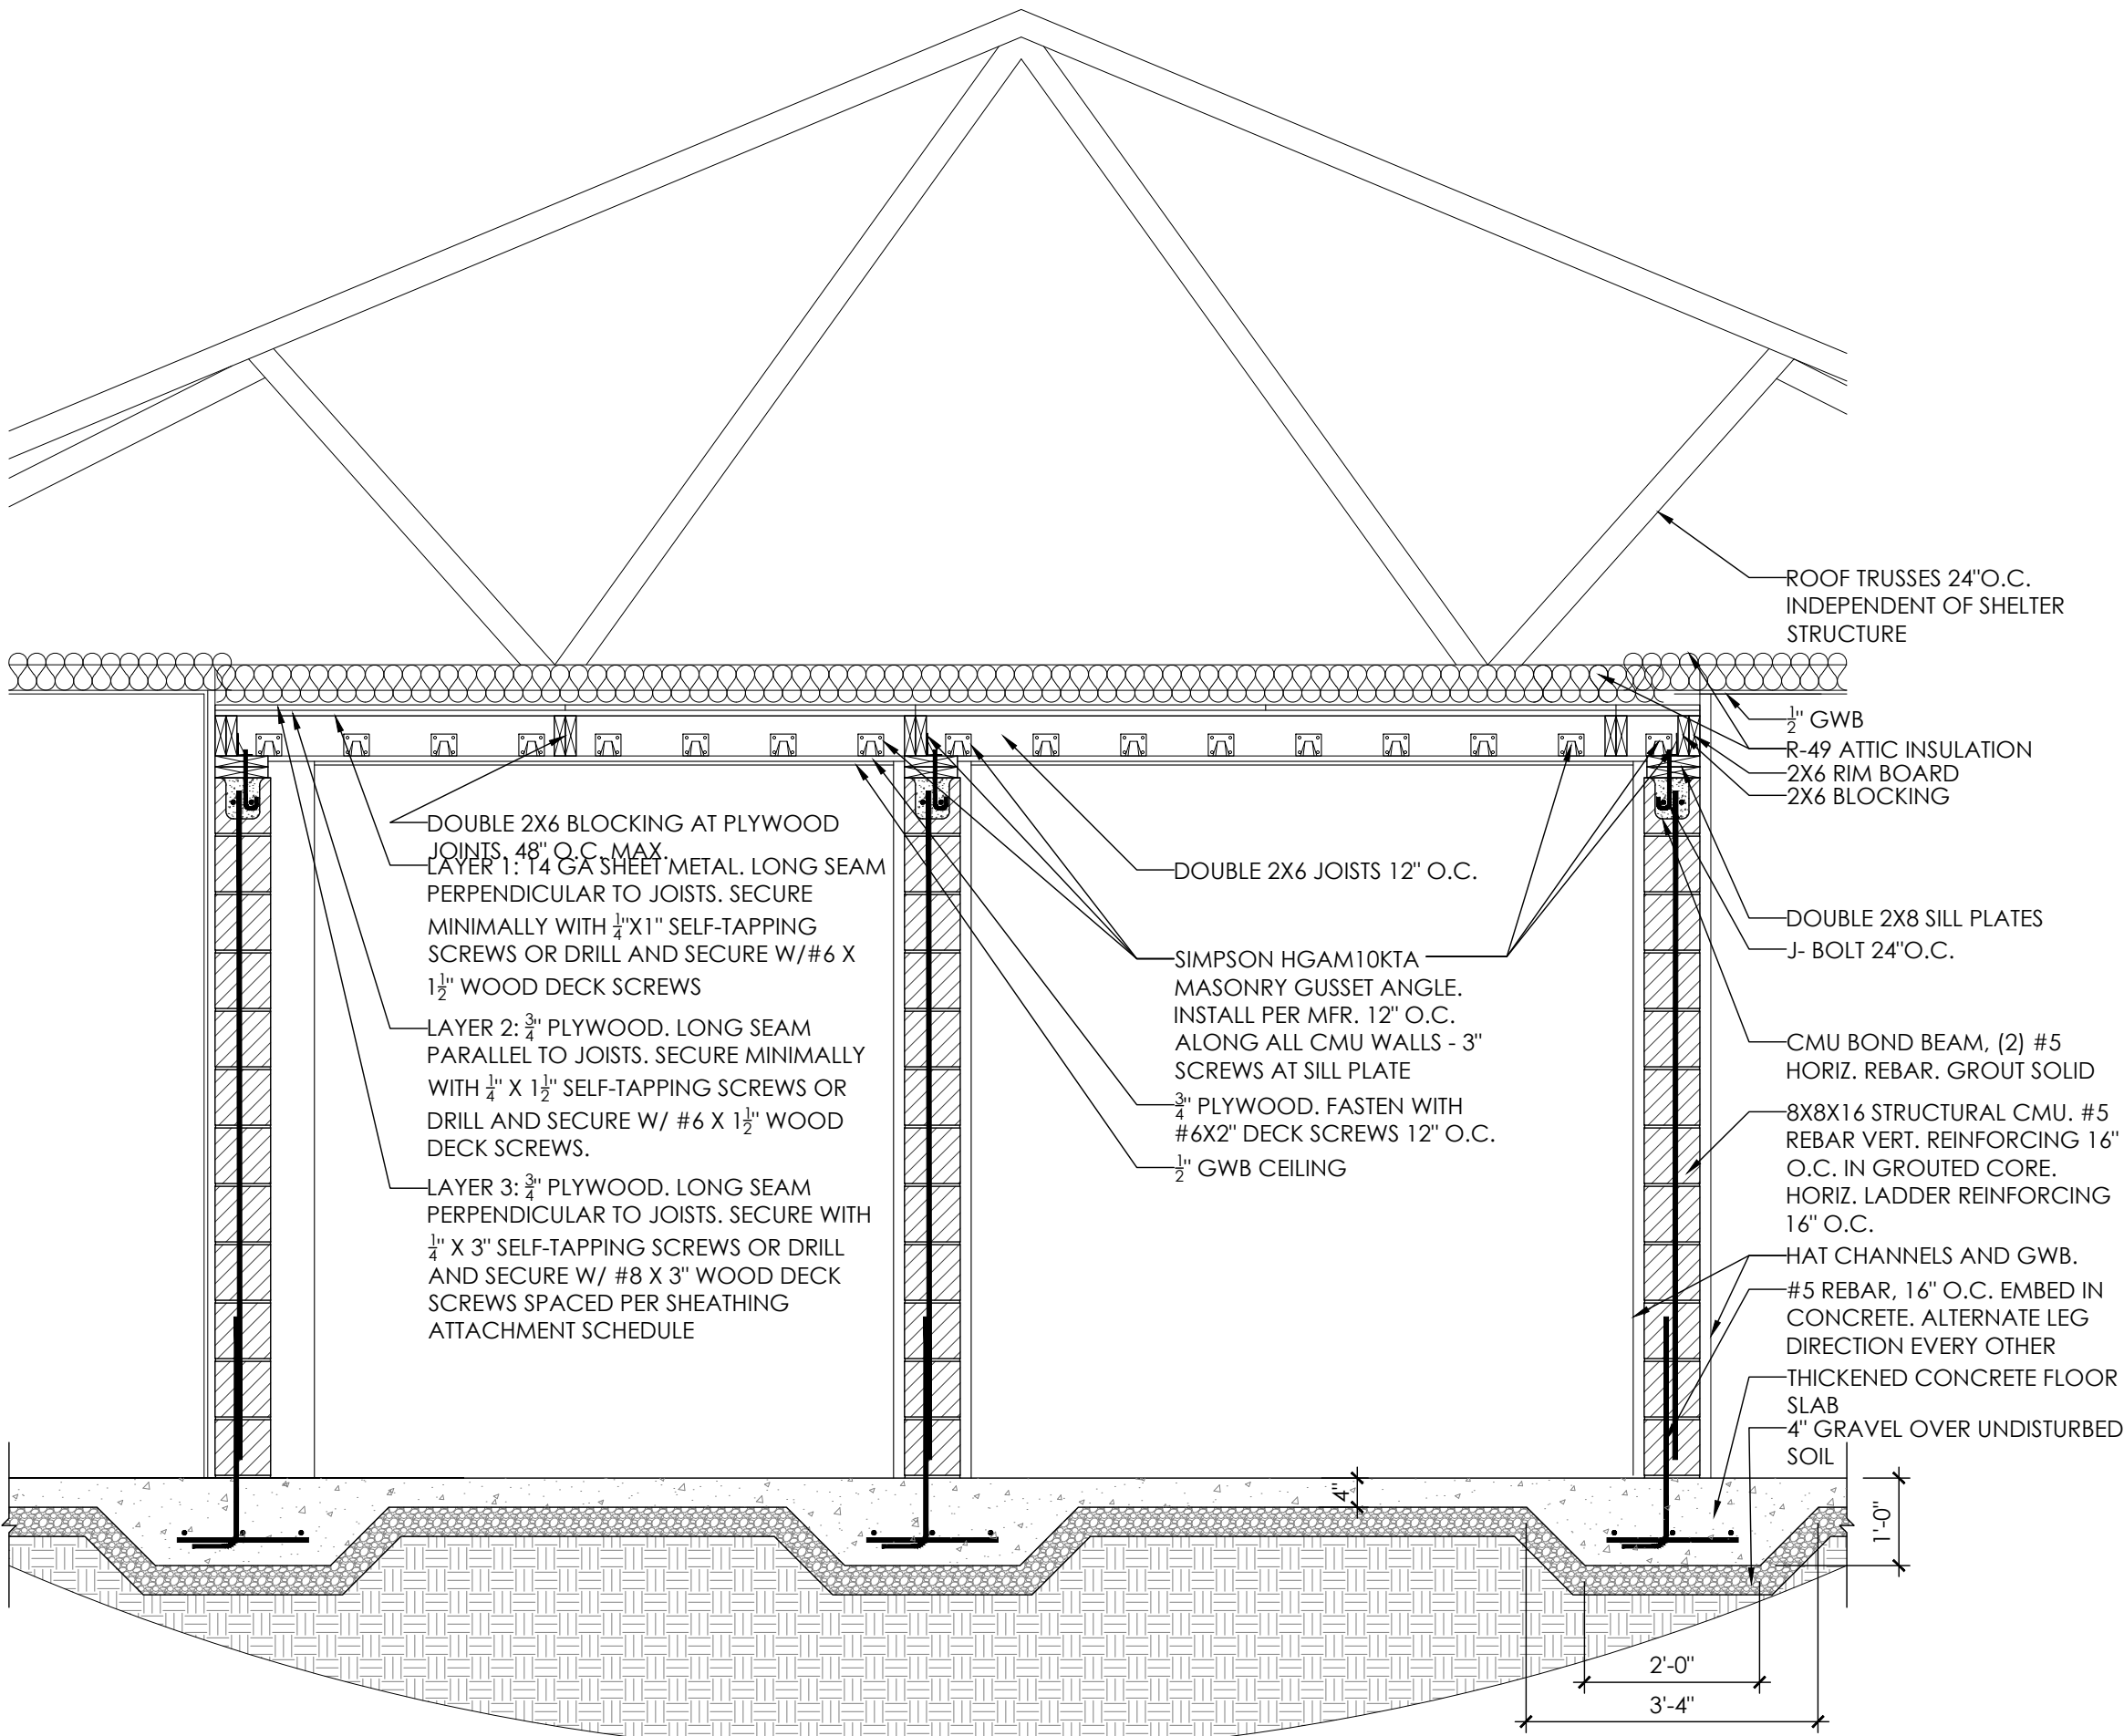 ROOF TRUSSES 24"O.C.
INDEPENDENT OF SHELTER
STRUCTURE
½" GWB
R-49 ATTIC INSULATION
2X6 RIM BOARD
2X6 BLOCKING
DOUBLE 2X6 BLOCKING AT PLYWOOD
JOINTS. 48" O.C. MAX.
LAYER 1: 14 GA SHEET METAL. LONG SEAM
PERPENDICULAR TO JOISTS. SECURE
MINIMALLY WITH ¼"X1" SELF-TAPPING
SCREWS OR DRILL AND SECURE W/#6 X
1½" WOOD DECK SCREWS
LAYER 2: ¾" PLYWOOD. LONG SEAM
PARALLEL TO JOISTS. SECURE MINIMALLY
WITH ¼" X 1½" SELF-TAPPING SCREWS OR
DRILL AND SECURE W/ #6 X 1½" WOOD
DECK SCREWS.
LAYER 3: ¾" PLYWOOD. LONG SEAM
PERPENDICULAR TO JOISTS. SECURE WITH
¼" X 3" SELF-TAPPING SCREWS OR DRILL
AND SECURE W/ #8 X 3" WOOD DECK
SCREWS SPACED PER SHEATHING
ATTACHMENT SCHEDULE
DOUBLE 2X6 JOISTS 12" O.C.
SIMPSON HGAM10KTA
MASONRY GUSSET ANGLE.
INSTALL PER MFR. 12" O.C.
ALONG ALL CMU WALLS - 3"
SCREWS AT SILL PLATE
¾" PLYWOOD. FASTEN WITH
#6X2" DECK SCREWS 12" O.C.
½" GWB CEILING
DOUBLE 2X8 SILL PLATES
J- BOLT 24"O.C.
CMU BOND BEAM, (2) #5
HORIZ. REBAR. GROUT SOLID
8X8X16 STRUCTURAL CMU. #5
REBAR VERT. REINFORCING 16"
O.C. IN GROUTED CORE.
HORIZ. LADDER REINFORCING
16" O.C.
HAT CHANNELS AND GWB.
#5 REBAR, 16" O.C. EMBED IN
CONCRETE. ALTERNATE LEG
DIRECTION EVERY OTHER
THICKENED CONCRETE FLOOR
SLAB
4" GRAVEL OVER UNDISTURBED
SOIL
4"
1'-0"
2'-0"
3'-4"